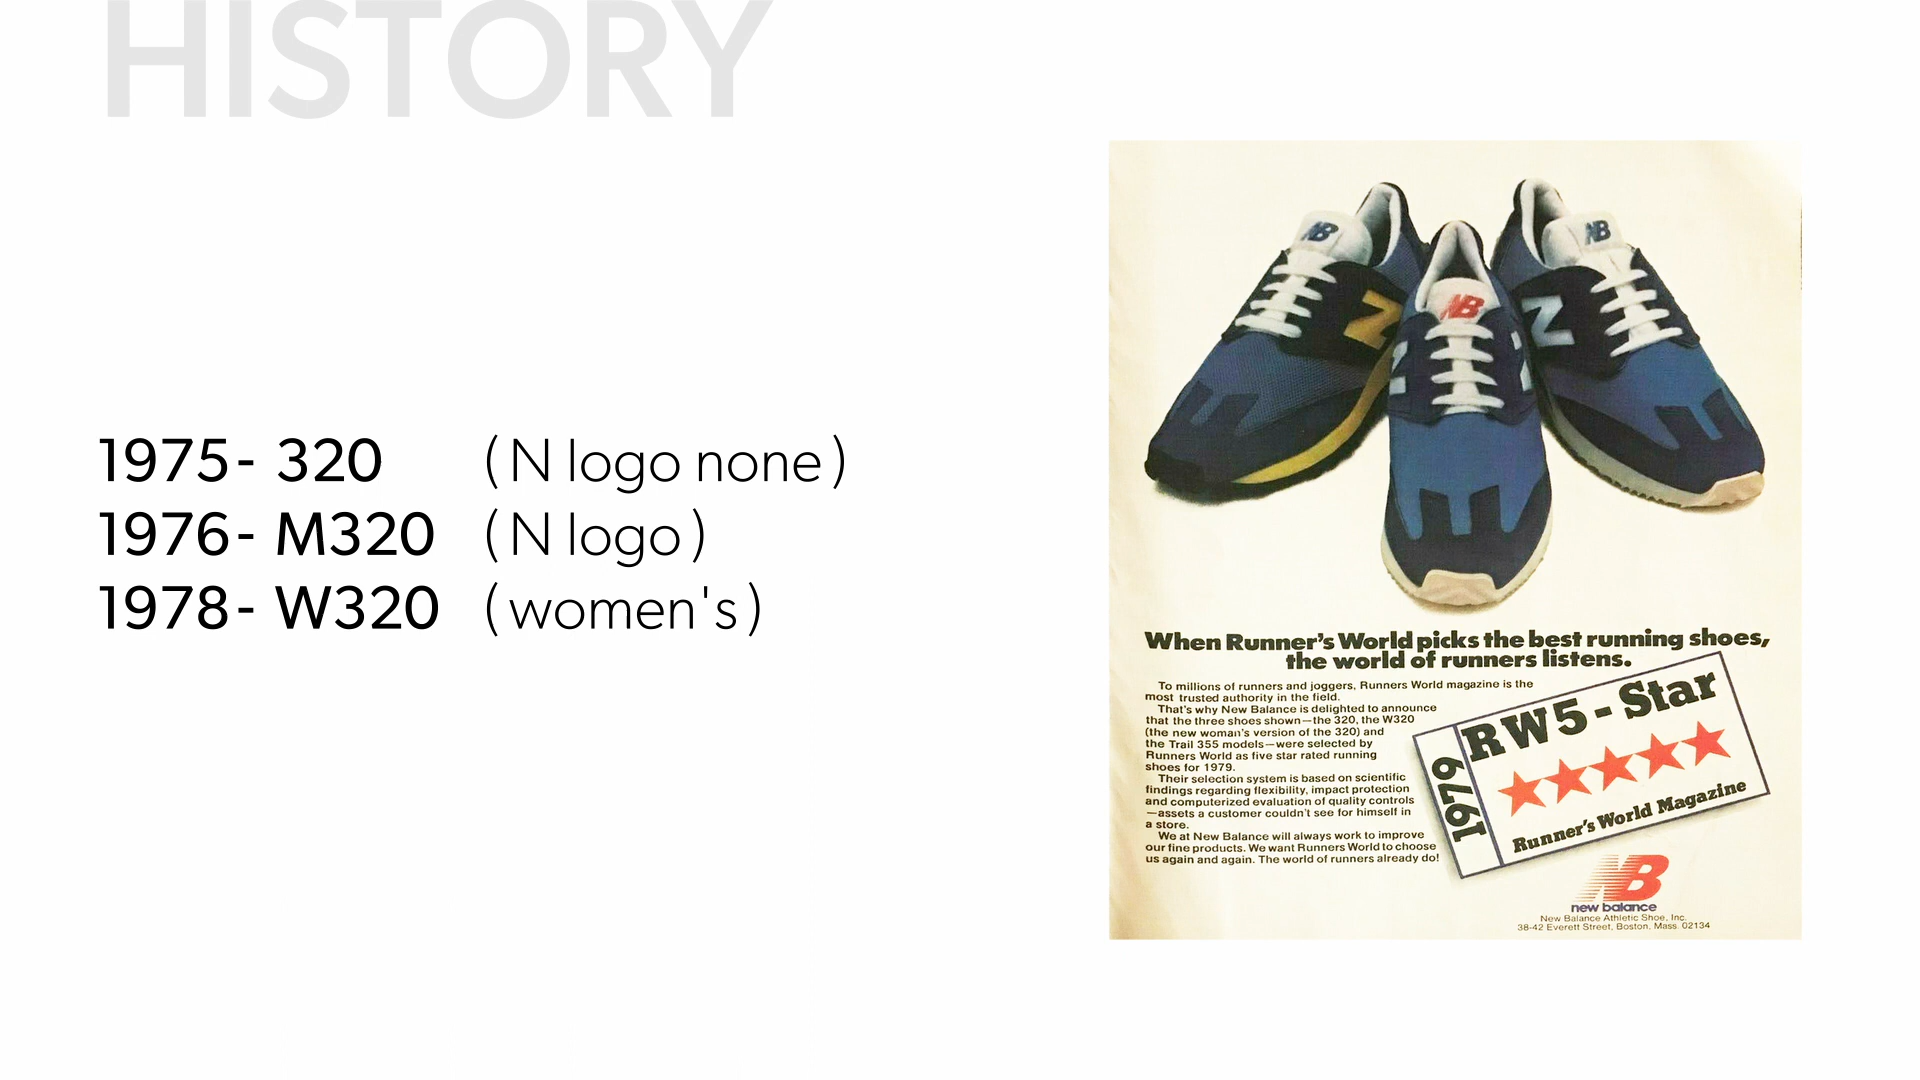 HISTORY
1975- 320 (N logo none)
1976- M320 (N logo)
1978- W320 (women's)
NB
NB
NB
N
N
When Runner's World picks the best running shoes,
the world of runners listens.
To millions of runners and joggers, Runners World magazine is the
most trusted authority in the field.
That's why New Balance is delighted to announce
that the three shoes shown—the 320, the W320
(the new woman's version of the 320) and
the Trail 355 models—were selected by
Runners World as five star rated running
shoes for 1979.
Their selection system is based on scientific
findings regarding flexibility, impact protection
and computerized evaluation of quality controls
—assets a customer couldn't see for himself in
a store.
We at New Balance will always work to improve
our fine products. We want Runners World to choose
us again and again. The world of runners already do!
1979
RW5-Star
Runner's World Magazine
NB
new balance
New Balance Athletic Shoe, Inc.
38-42 Everett Street, Boston, Mass. 02134